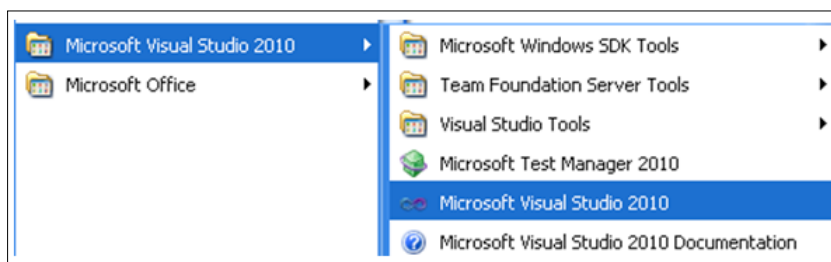 Microsoft Visual Studio 2010
Microsoft Office
Microsoft Windows SDK Tools
Team Foundation Server Tools
Visual Studio Tools
Microsoft Test Manager 2010
Microsoft Visual Studio 2010
Microsoft Visual Studio 2010 Documentation